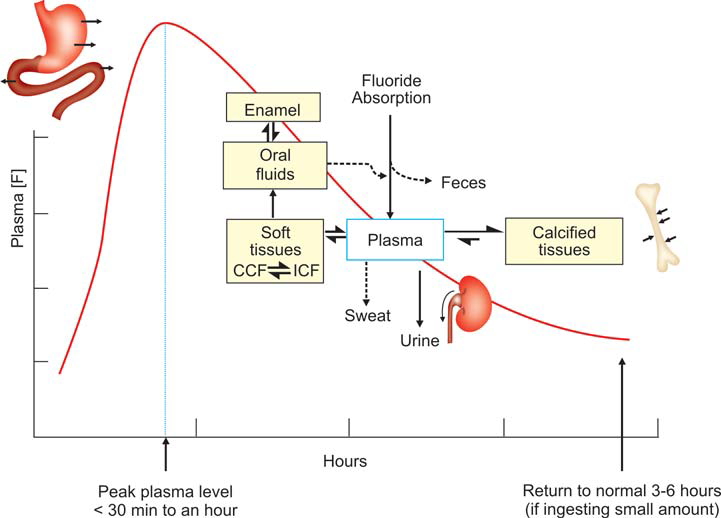 Fluoride
Absorption
Enamel
Oral
fluids
Feces
Plasma [F]
Soft
tissues
CCF ⇌ ICF
Plasma
Calcified
tissues
Sweat
Urine
Hours
Peak plasma level
< 30 min to an hour
Return to normal 3-6 hours
(if ingesting small amount)